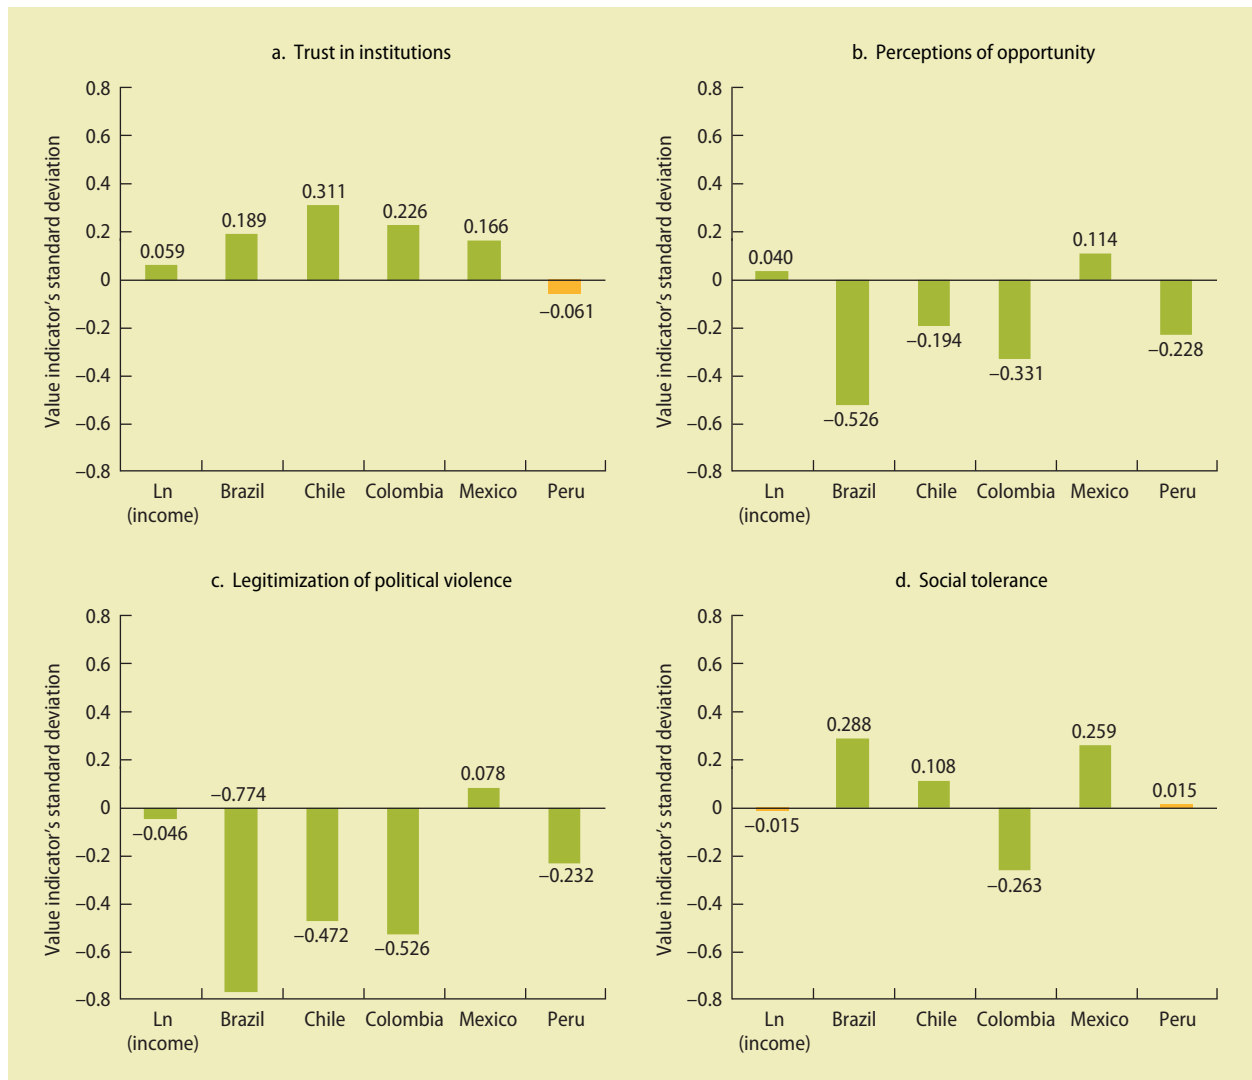 a. Trust in institutions
Value indicator's standard deviation
0.8
0.6
0.4
0.2
0
−0.2
−0.4
−0.6
−0.8
0.059
0.189
0.311
0.226
0.166
−0.061
Ln
(income)
Brazil
Chile
Colombia
Mexico
Peru
b. Perceptions of opportunity
Value indicator's standard deviation
0.8
0.6
0.4
0.2
0
−0.2
−0.4
−0.6
−0.8
0.040
−0.526
−0.194
−0.331
0.114
−0.228
Ln
(income)
Brazil
Chile
Colombia
Mexico
Peru
c. Legitimization of political violence
Value indicator's standard deviation
0.8
0.6
0.4
0.2
0
−0.2
−0.4
−0.6
−0.8
−0.046
−0.774
−0.472
−0.526
0.078
−0.232
Ln
(income)
Brazil
Chile
Colombia
Mexico
Peru
d. Social tolerance
Value indicator's standard deviation
0.8
0.6
0.4
0.2
0
−0.2
−0.4
−0.6
−0.8
−0.015
0.288
0.108
−0.263
0.259
0.015
Ln
(income)
Brazil
Chile
Colombia
Mexico
Peru